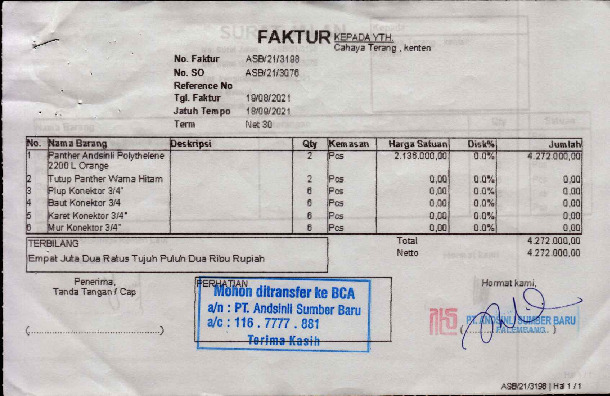 FAKTUR KEPADA YTH.
Cahaya Terang , kenten
No. Faktur ASB/21/3198
No. SO ASB/21/3076
Reference No
Tgl. Faktur 19/08/2021
Jatuh Tempo 18/09/2021
Term Net 30
No. Nama Barang Deskripsi Qty Kemasan Harga Satuan Disk% Jumlah
1 Panther Andsinli Polythelene 2 Pcs 2.136.000,00 0.0% 4.272.000,00
2200 L Orange
2 Tutup Panther Warna Hitam 2 Pcs 0,00 0.0% 0,00
3 Plup Konektor 3/4" 6 Pcs 0,00 0.0% 0,00
4 Baut Konektor 3/4 6 Pcs 0,00 0.0% 0,00
5 Karet Konektor 3/4" 6 Pcs 0,00 0.0% 0,00
6 Mur Konektor 3/4" 6 Pcs 0,00 0.0% 0,00
TERBILANG Total 4.272.000,00
Empat Juta Dua Ratus Tujuh Puluh Dua Ribu Rupiah Netto 4.272.000,00
Penerima, PERHATIAN Hormat kami,
Tanda Tangan / Cap
Mohon ditransfer ke BCA
a/n : PT. Andsinli Sumber Baru
a/c : 116 . 7777 . 881
Terima Kasih
PT. ANDSINLI SUMBER BARU
PALEMBANG
ASB/21/3198 | Hal 1 / 1